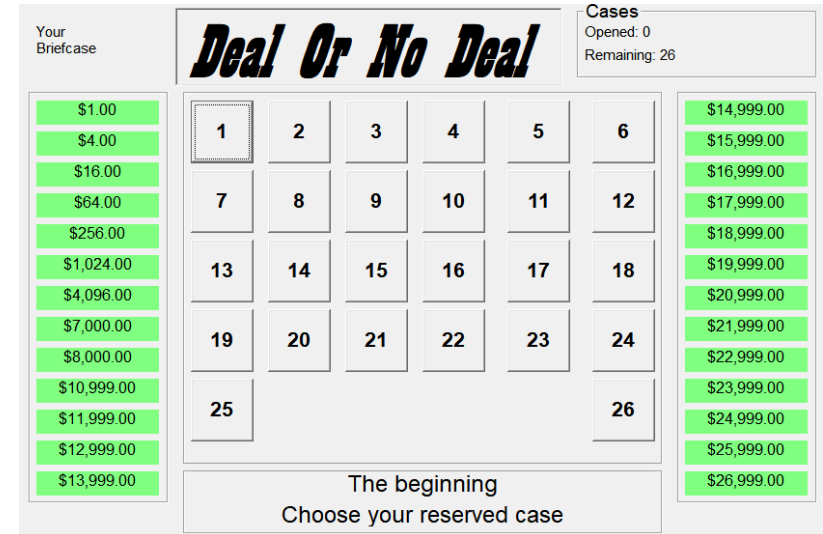 Your
Briefcase
Deal Or No Deal
Cases
Opened: 0
Remaining: 26
$1.00
$4.00
$16.00
$64.00
$256.00
$1,024.00
$4,096.00
$7,000.00
$8,000.00
$10,999.00
$11,999.00
$12,999.00
$13,999.00
1 2 3 4 5 6
7 8 9 10 11 12
13 14 15 16 17 18
19 20 21 22 23 24
25 26
The beginning
Choose your reserved case
$14,999.00
$15,999.00
$16,999.00
$17,999.00
$18,999.00
$19,999.00
$20,999.00
$21,999.00
$22,999.00
$23,999.00
$24,999.00
$25,999.00
$26,999.00